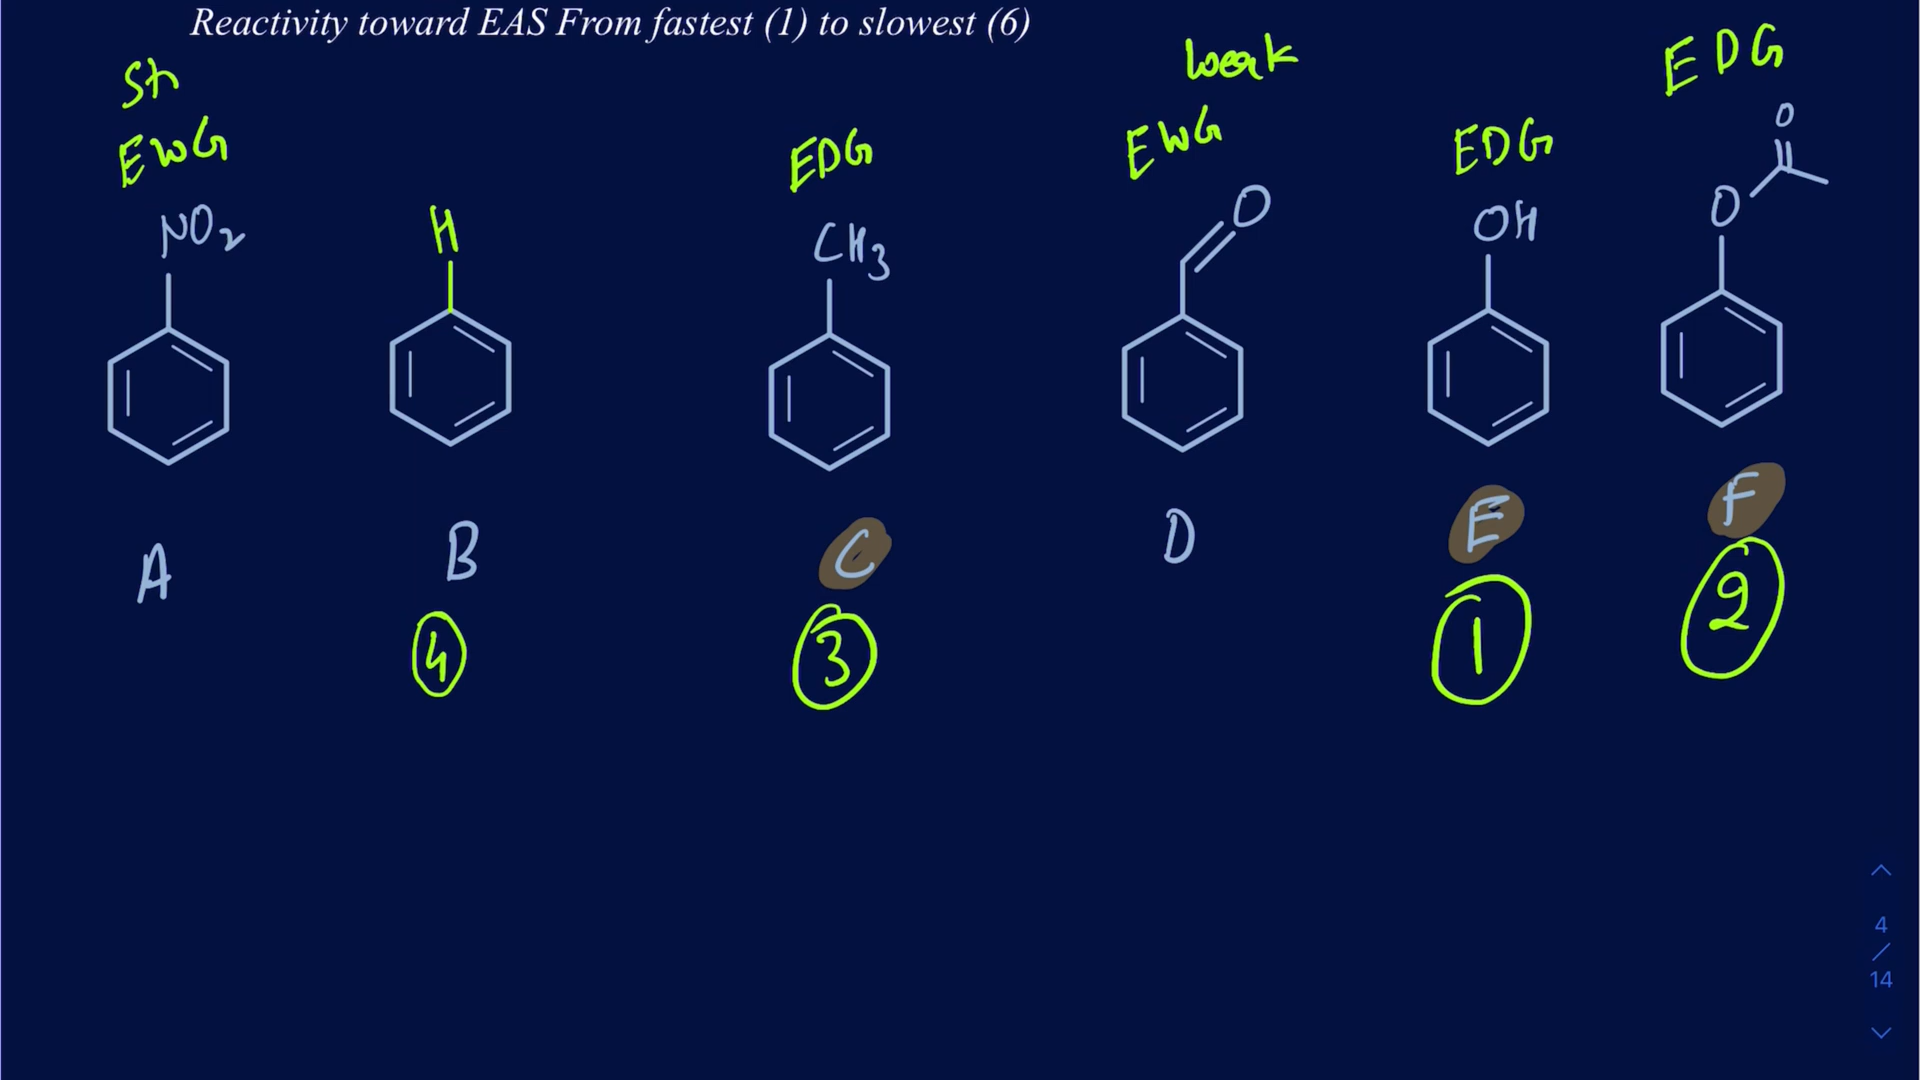 Reactivity toward EAS From fastest (1) to slowest (6)
St
EWG
NO2
A
H
B
4
EDG
CH3
C
3
weak
EWG
O
D
EDG
OH
E
1
EDG
O
O
F
2
4
/
14